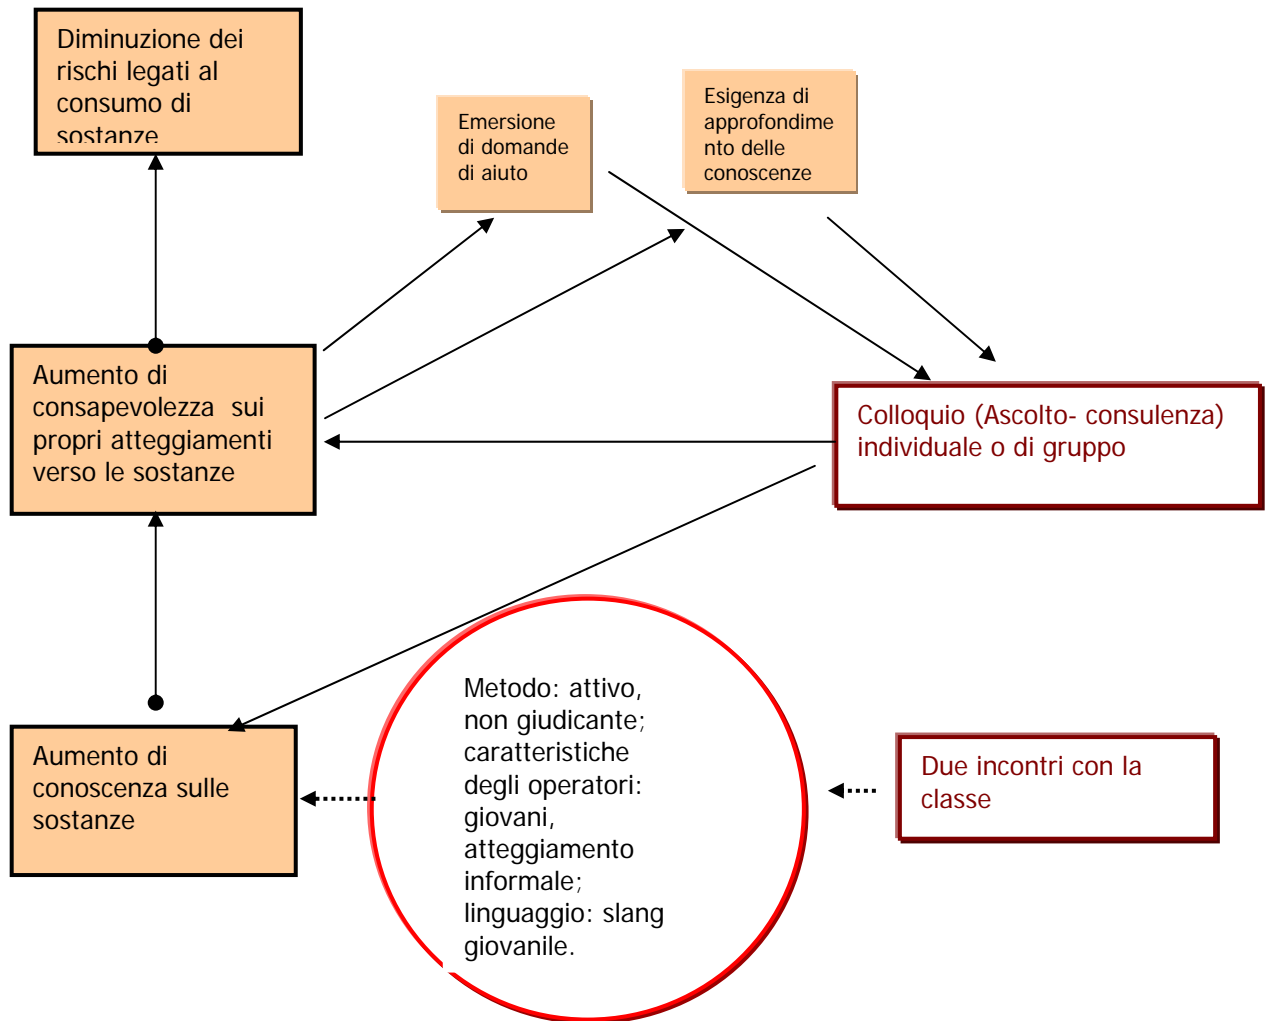 Diminuzione dei
rischi legati al
consumo di
sostanze
Emersione
di domande
di aiuto
Esigenza di
approfondime
nto delle
conoscenze
Aumento di
consapevolezza sui
propri atteggiamenti
verso le sostanze
Colloquio (Ascolto- consulenza)
individuale o di gruppo
Metodo: attivo,
non giudicante;
caratteristiche
degli operatori:
giovani,
atteggiamento
informale;
linguaggio: slang
giovanile.
Aumento di
conoscenza sulle
sostanze
Due incontri con la
classe